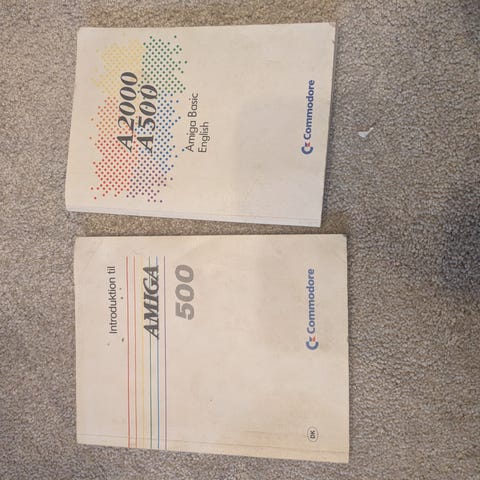 A2000
A500
Amiga Basic
English
Commodore
Introduktion til
AMIGA
500
Commodore
DK